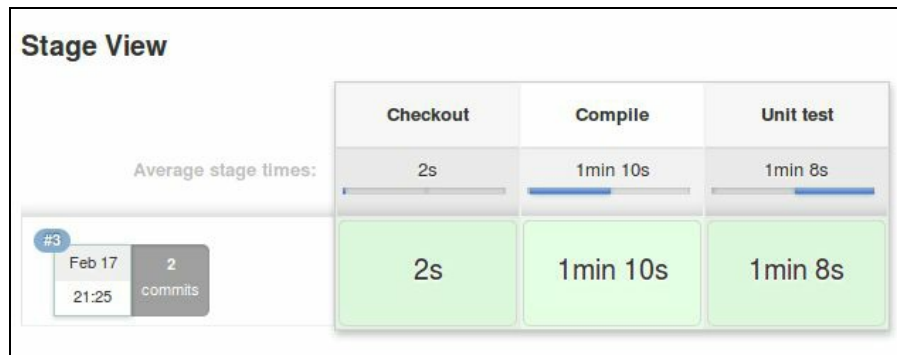 Stage View
Checkout Compile Unit test
Average stage times: 2s 1min 10s 1min 8s
#3
Feb 17 2
21:25 commits
2s 1min 10s 1min 8s